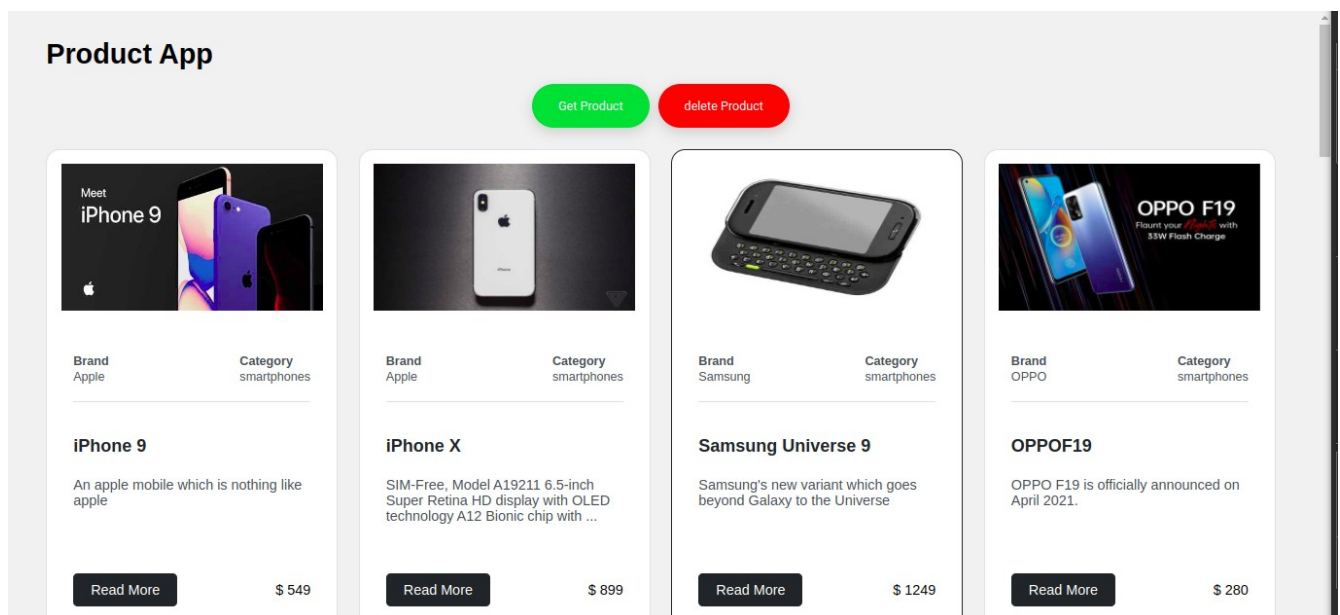 Product App
Get Product
delete Product
Meet
iPhone 9
iPhone
OPPO F19
Flaunt your Nights with
33W Flash Charge
Brand
Category
Apple
smartphones
Brand
Category
Apple
smartphones
Brand
Category
Samsung
smartphones
Brand
Category
OPPO
smartphones
iPhone 9
An apple mobile which is nothing like
apple
iPhone X
SIM-Free, Model A19211 6.5-inch
Super Retina HD display with OLED
technology A12 Bionic chip with ...
Samsung Universe 9
Samsung's new variant which goes
beyond Galaxy to the Universe
OPPOF19
OPPO F19 is officially announced on
April 2021.
Read More
$ 549
Read More
$ 899
Read More
$ 1249
Read More
$ 280